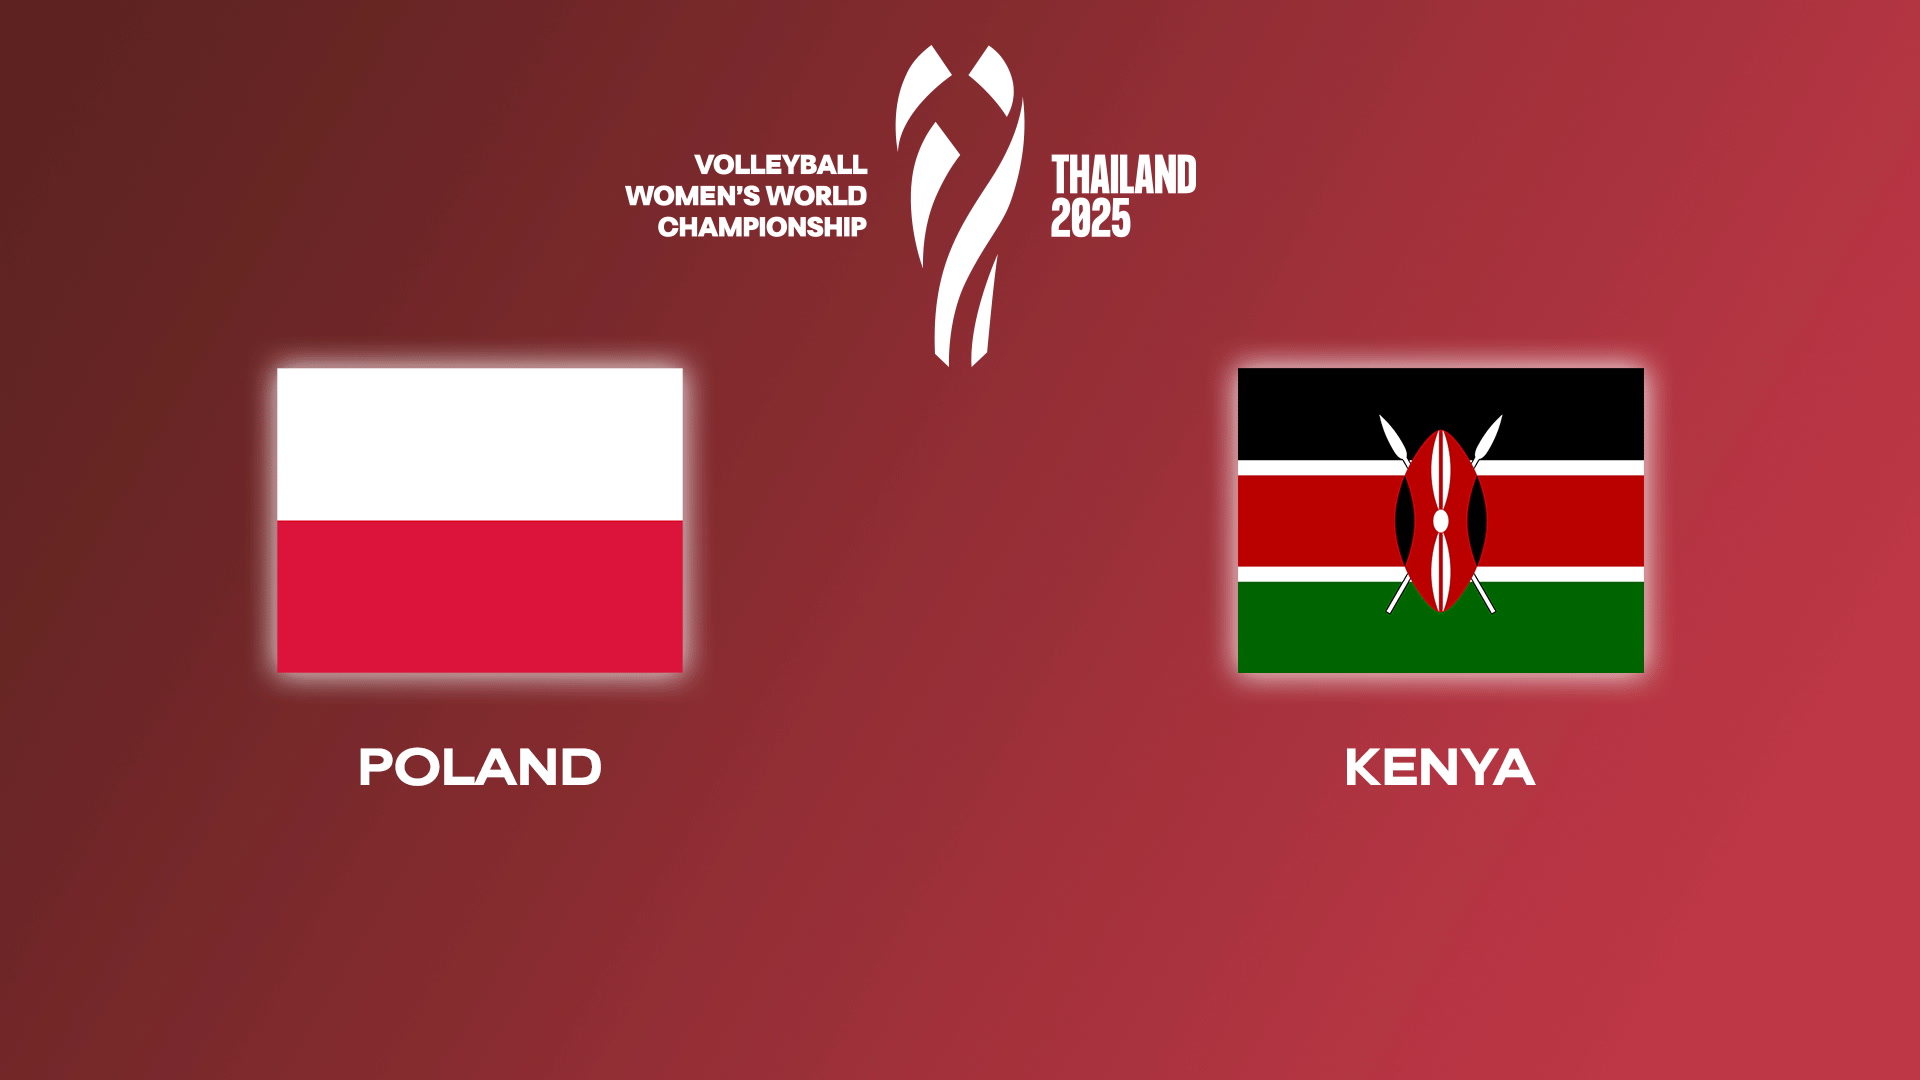 VOLLEYBALL
WOMEN'S WORLD
CHAMPIONSHIP
THAILAND
2025
POLAND
KENYA